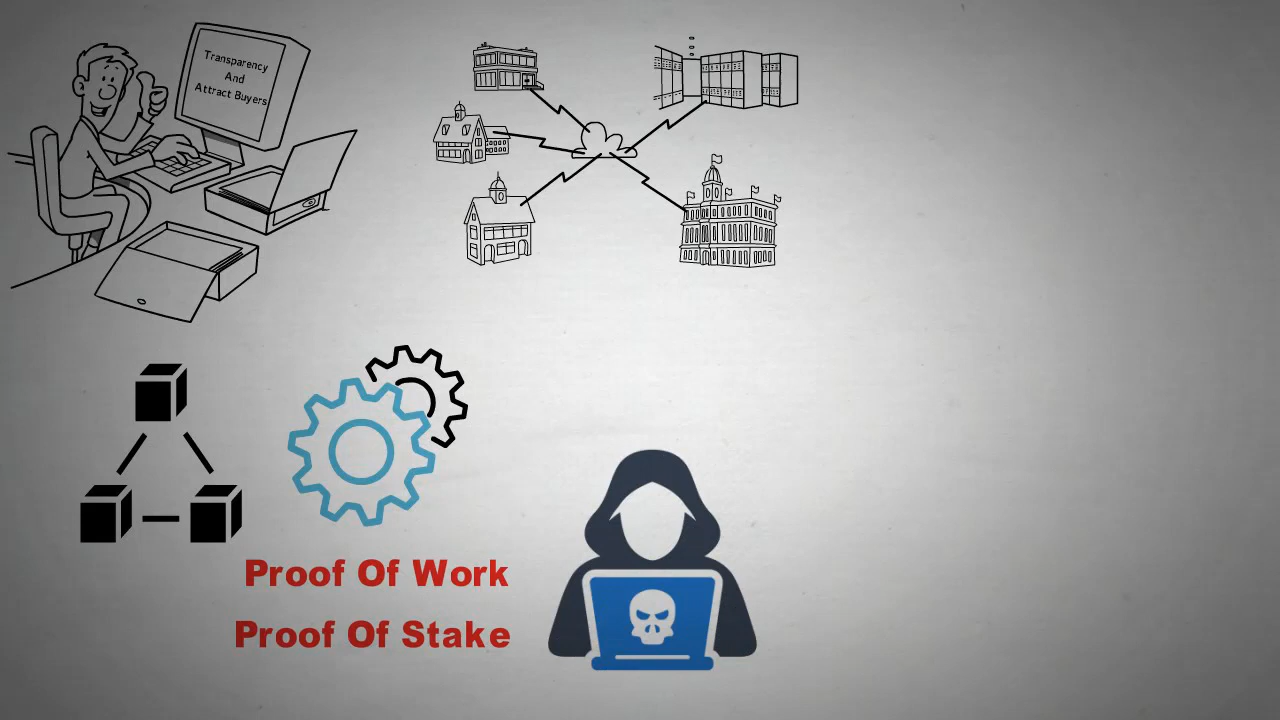 Transparency
And
Attract Buyers
Proof Of Work
Proof Of Stake